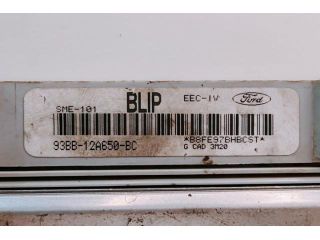 SME-101 BLIP EEC-IV Ford
93BB-12A650-BC *B8FE97BHBCST*
G CAD 3M20